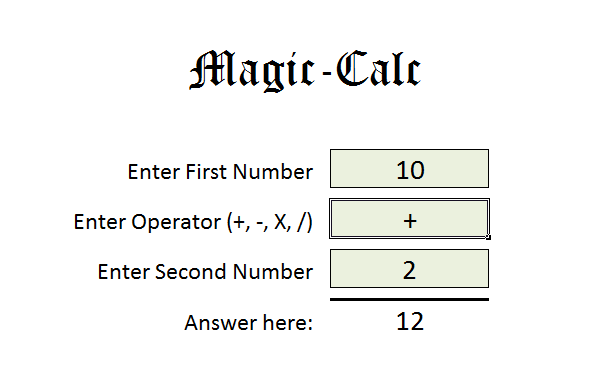 Magic-Calc
Enter First Number 10
Enter Operator (+, -, X, /) +
Enter Second Number 2
Answer here: 12